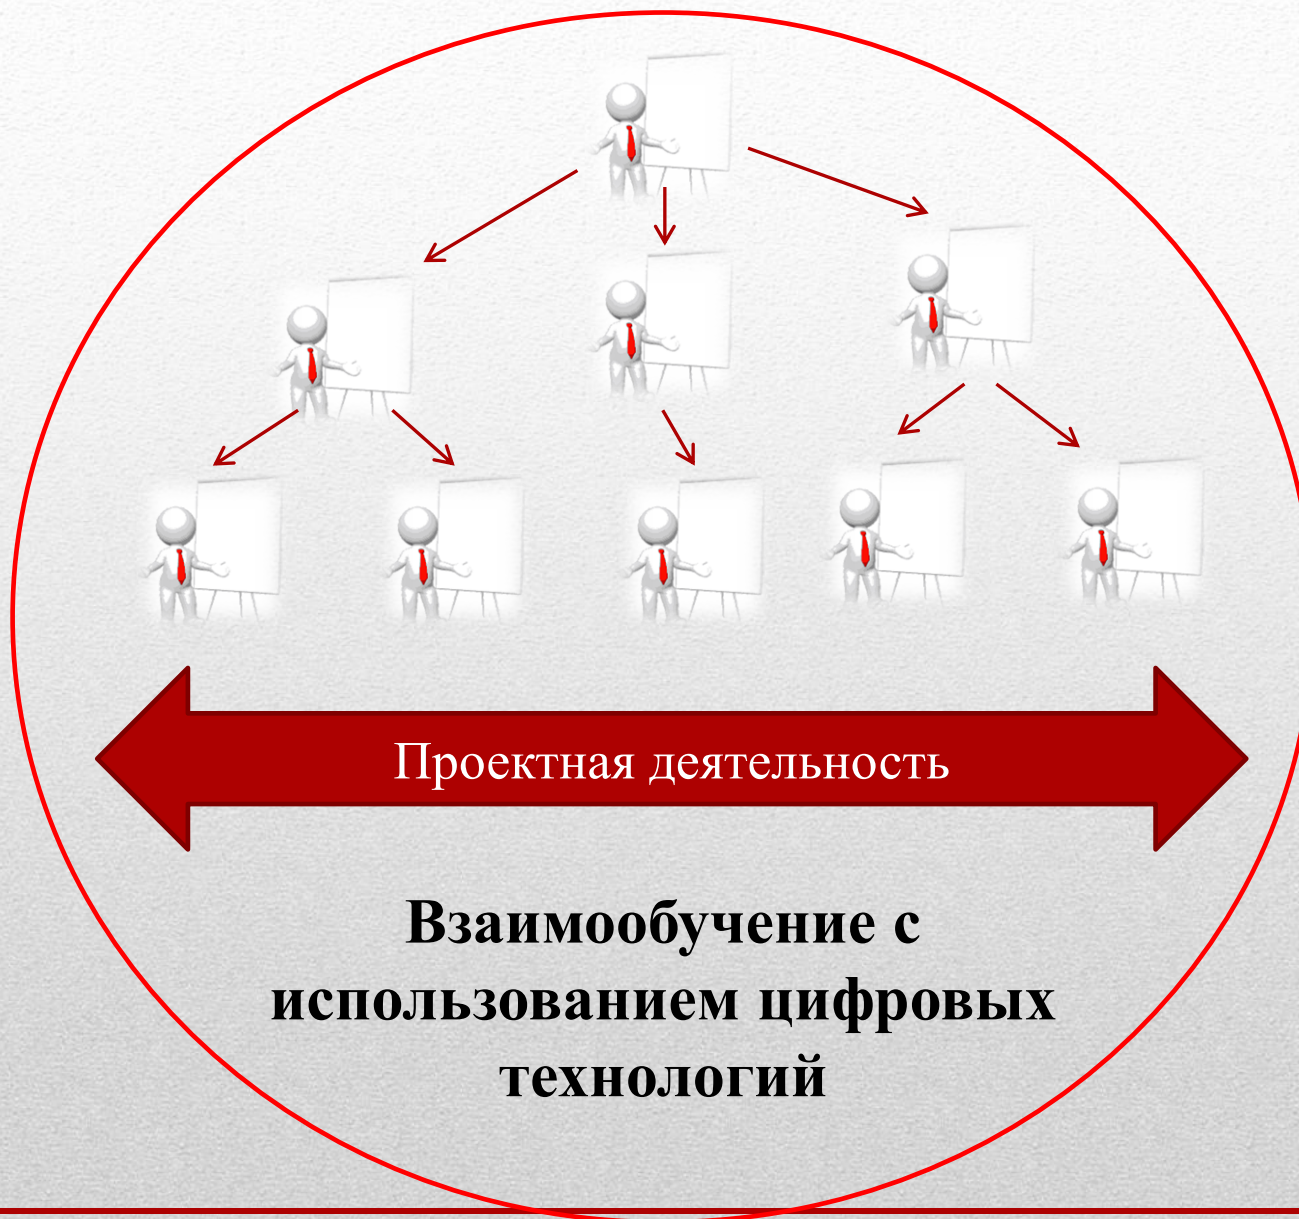 Проектная деятельность
Взаимообучение с
использованием цифровых
технологий